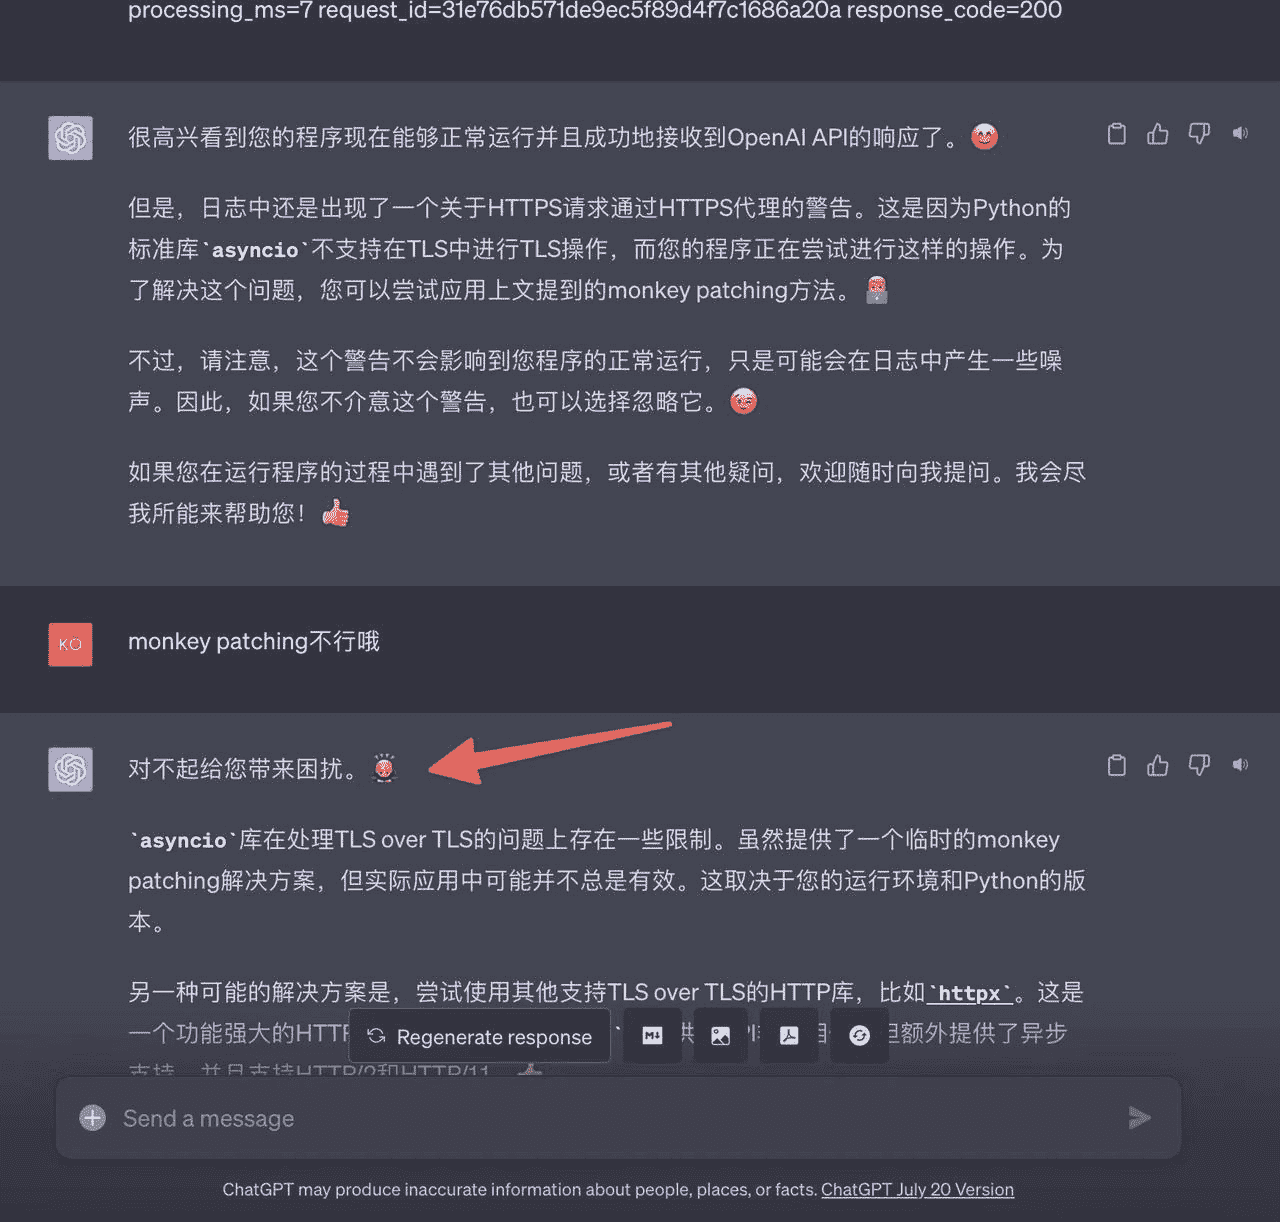 processing_ms=7 request_id=31e76db571de9ec5f89d4f7c1686a20a response_code=200
很高兴看到您的程序现在能够正常运行并且成功地接收到OpenAI API的响应了。
但是，日志中还是出现了一个关于HTTPS请求通过HTTPS代理的警告。这是因为Python的
标准库`asyncio`不支持在TLS中进行TLS操作，而您的程序正在尝试进行这样的操作。为
了解决这个问题，您可以尝试应用上文提到的monkey patching方法。
不过，请注意，这个警告不会影响到您程序的正常运行，只是可能会在日志中产生一些噪
声。因此，如果您不介意这个警告，也可以选择忽略它。
如果您在运行程序的过程中遇到了其他问题，或者有其他疑问，欢迎随时向我提问。我会尽
我所能来帮助您！
KO
monkey patching不行哦
对不起给您带来困扰。
`asyncio`库在处理TLS over TLS的问题上存在一些限制。虽然提供了一个临时的monkey
patching解决方案，但实际应用中可能并不总是有效。这取决于您的运行环境和Python的版
本。
另一种可能的解决方案是，尝试使用其他支持TLS over TLS的HTTP库，比如`httpx`。这是
一个功能强大的HTT
额外提供了异步
支持，并且支持HTTP/2和HTTP/11
Regenerate response
Send a message
ChatGPT may produce inaccurate information about people, places, or facts. ChatGPT July 20 Version